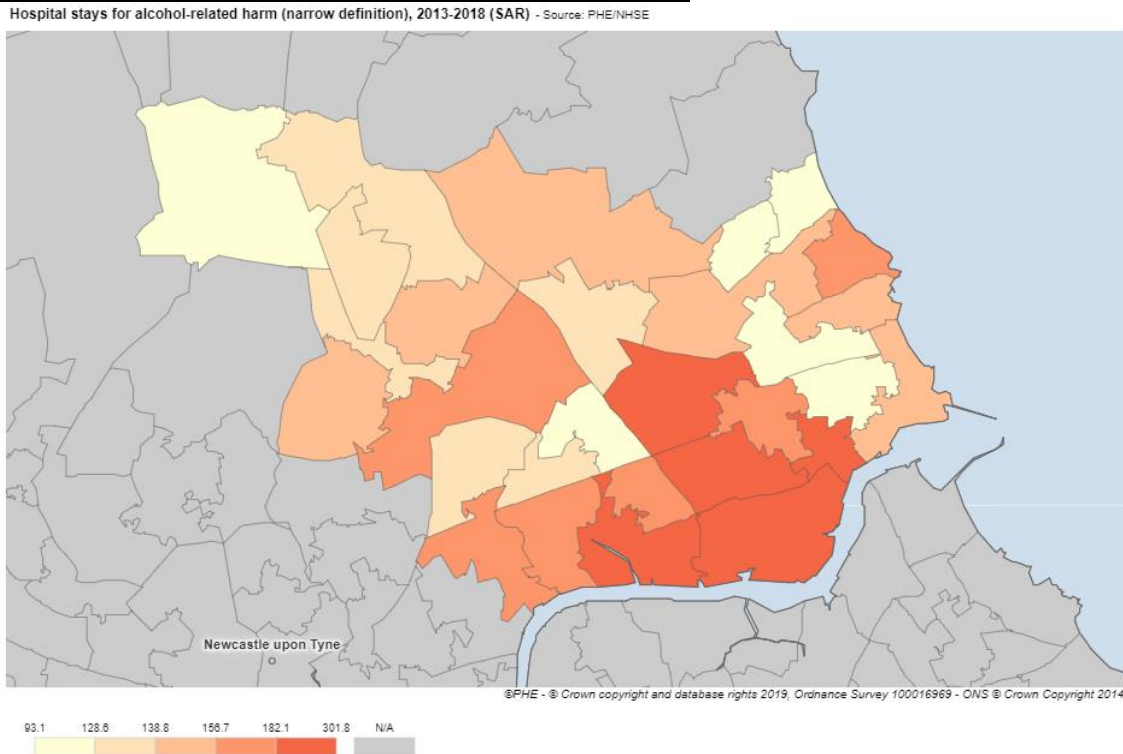 Hospital stays for alcohol-related harm (narrow definition), 2013-2018 (SAR) - Source: PHE/NHSE
Newcastle upon Tyne
©PHE - © Crown copyright and database rights 2019, Ordnance Survey 100016969 - ONS © Crown Copyright 2014
93.1 128.6 138.8 156.7 182.1 301.8 N/A